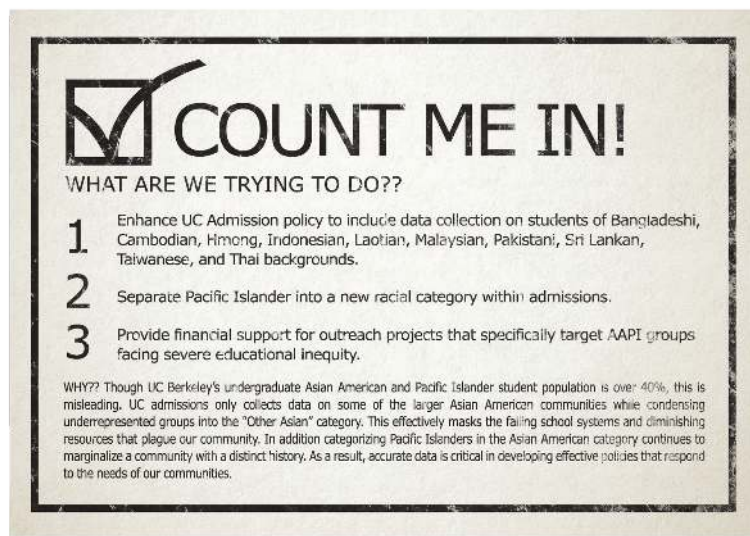 COUNT ME IN!
WHAT ARE WE TRYING TO DO??
1 Enhance UC Admission policy to include data collection on students of Bangladeshi,
Cambodian, Hmong, Indonesian, Laotian, Malaysian, Pakistani, Sri Lankan,
Taiwanese, and Thai backgrounds.
2 Separate Pacific Islander into a new racial category within admissions.
3 Provide financial support for outreach projects that specifically target AAPI groups
facing severe educational inequity.
WHY?? Though UC Berkeley's undergraduate Asian American and Pacific Islander student population is over 40%, this is
misleading. UC admissions only collects data on some of the larger Asian American communities while condensing
underrepresented groups into the "Other Asian" category. This effectively masks the failing school systems and diminishing
resources that plague our community. In addition categorizing Pacific Islanders in the Asian American category continues to
marginalize a community with a distinct history. As a result, accurate data is critical in developing effective policies that respond
to the needs of our communities.